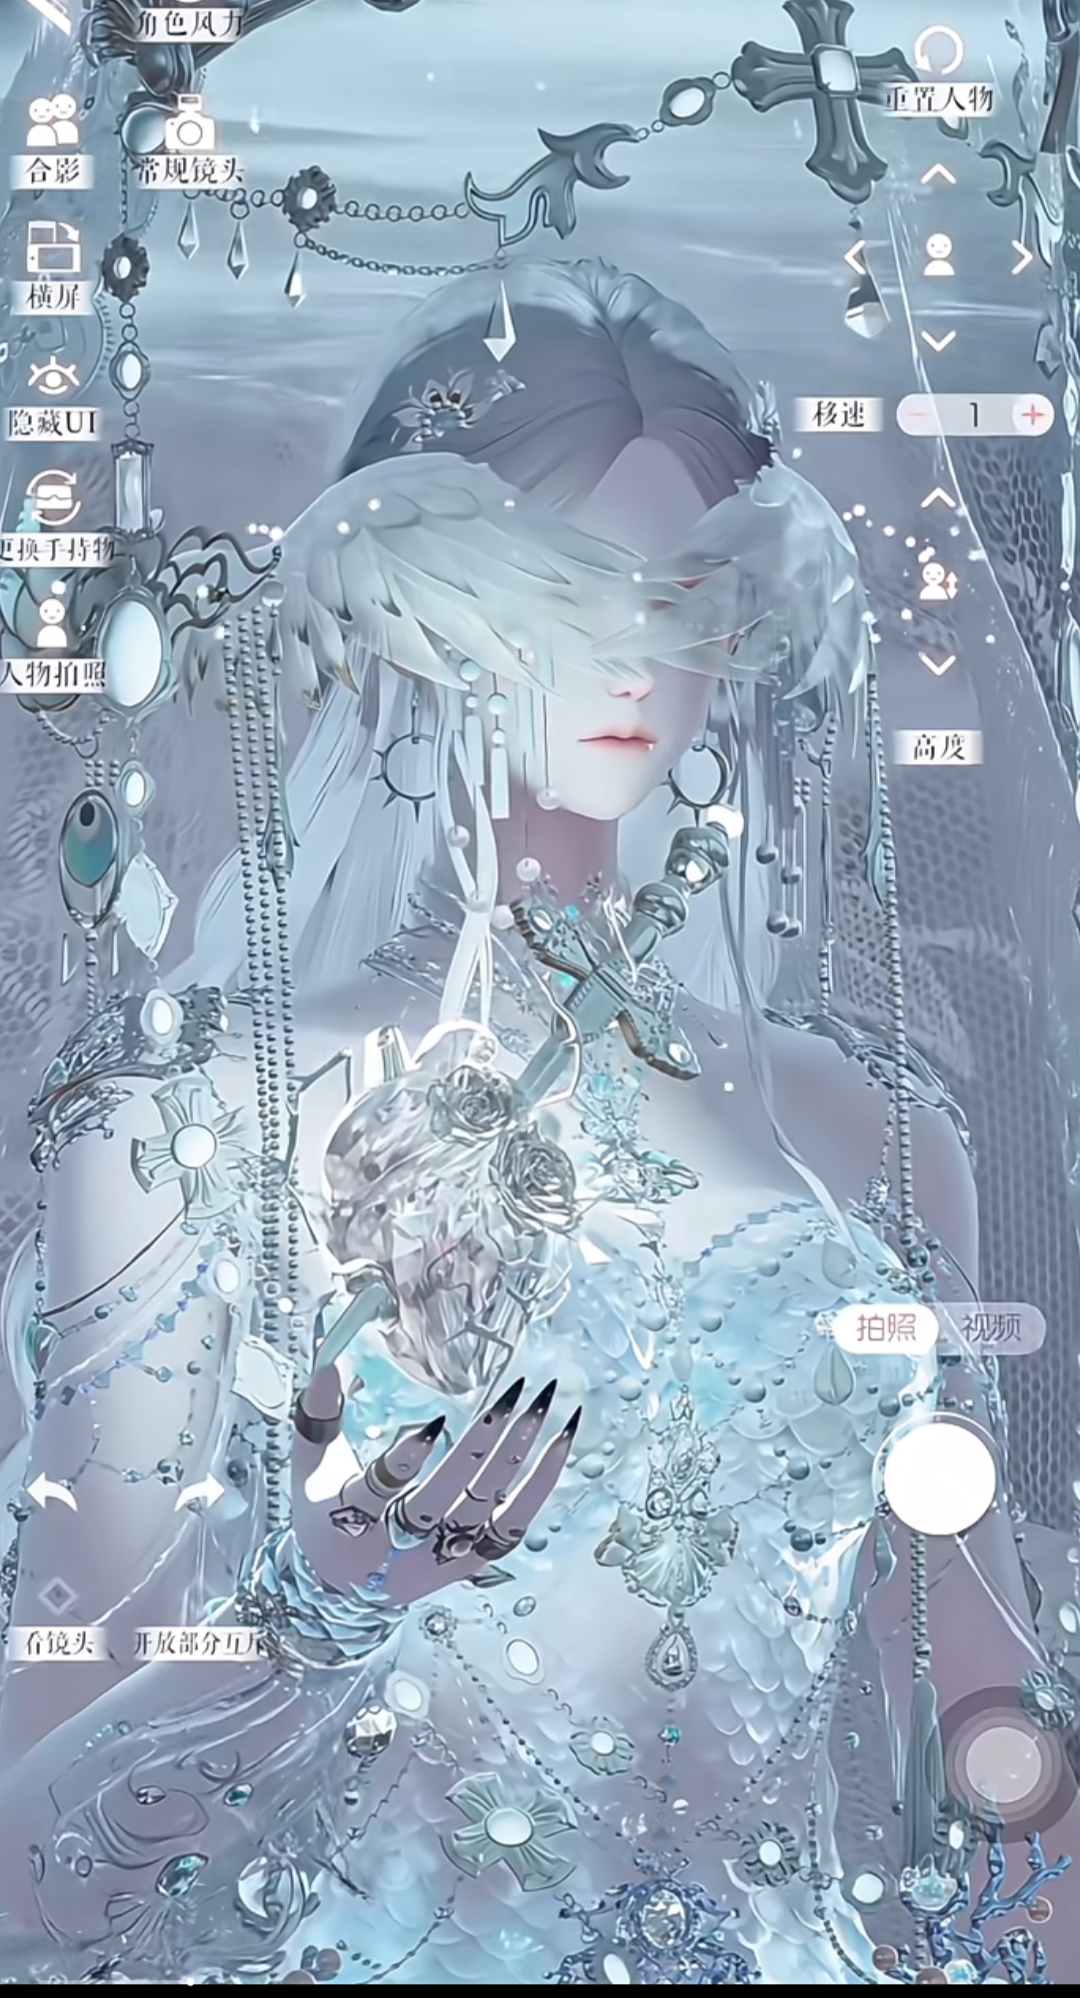 角色风力
重置人物
合影
常规镜头
横屏
隐藏UI
移速
1
更换手持物
人物拍照
高度
拍照
视频
看镜头
开放部分互斥